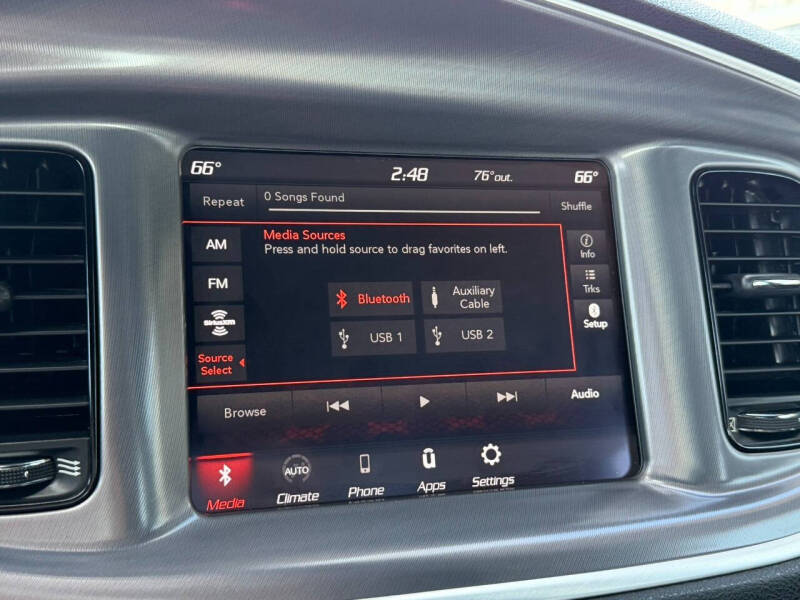 66° 2:48 76°out. 66°
Repeat 0 Songs Found Shuffle
Media Sources
Press and hold source to drag favorites on left.
AM
FM
SiriusXM
Source
Select
Bluetooth
Auxiliary
Cable
USB 1
USB 2
Info
Trks
Setup
Browse
Audio
Media
AUTO
Climate
Phone
Apps
Settings